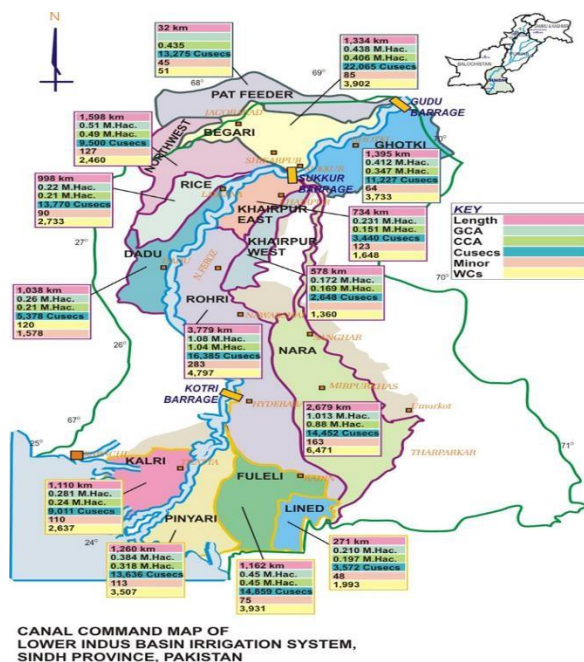 N
32 km
0.435
13,275 Cusecs
45
51
1,334 km
0.438 M.Hac.
0.406 M.Hac.
22,065 Cusecs
85
3,902
68°
69°
PAT FEEDER
GUDU
BARRAGE
BALOCHISTAN
1,598 km
0.51 M.Hac.
0.49 M.Hac.
9,500 Cusecs
127
2,460
NORTHWEST
BEGARI
GHOTKI
SUKKUR
BARRAGE
1,395 km
0.412 M.Hac.
0.347 M.Hac.
11,227 Cusecs
64
3,733
998 km
0.22 M.Hac.
0.21 M.Hac.
13,770 Cusecs
90
2,733
RICE
KHAIRPUR
EAST
734 km
0.231 M.Hac.
0.151 M.Hac.
3,440 Cusecs
123
1,648
KEY
Length
GCA
CCA
Cusecs
Minor
WCs
27°
DADU
KHAIRPUR
WEST
70°
578 km
0.172 M.Hac.
0.169 M.Hac.
2,648 Cusecs
1,360
1,038 km
0.26 M.Hac.
0.21 M.Hac.
5,378 Cusecs
120
1,578
N.FEROZ
ROHRI
3,779 km
1.08 M.Hac.
1.04 M.Hac.
16,385 Cusecs
283
4,797
26°
NARA
SANGHAR
MIRPURKHAS
Umurkot
KOTRI
BARRAGE
HYDERABAD
2,679 km
1.013 M.Hac.
0.88 M.Hac.
14,452 Cusecs
163
6,471
67°
25°
THARPARKAR
71°
KALRI
FULELI
LINED
PINYARI
1,110 km
0.281 M.Hac.
0.24 M.Hac.
9,011 Cusecs
110
2,637
24°
1,260 km
0.384 M.Hac.
0.318 M.Hac.
13,636 Cusecs
113
3,507
1,162 km
0.45 M.Hac.
0.45 M.Hac.
14,859 Cusecs
75
3,931
271 km
0.210 M.Hac.
0.197 M.Hac.
3,572 Cusecs
48
1,993
CANAL COMMAND MAP OF
LOWER INDUS BASIN IRRIGATION SYSTEM,
SINDH PROVINCE, PAKISTAN